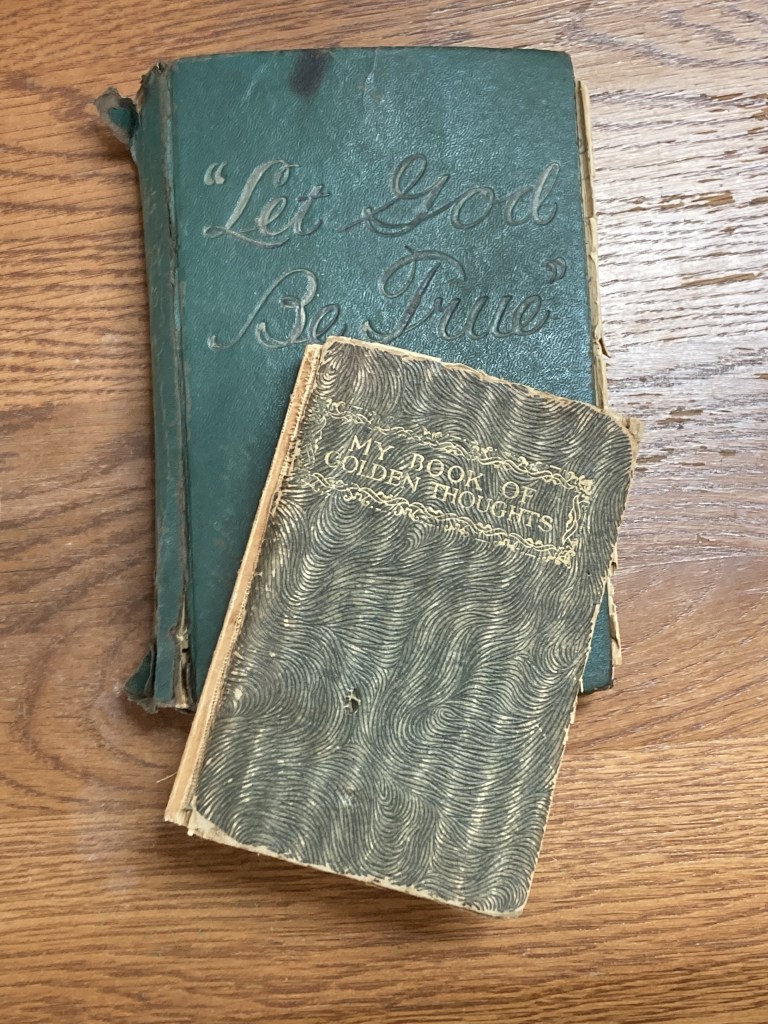 "Let God
Be True"
MY BOOK OF
GOLDEN THOUGHTS